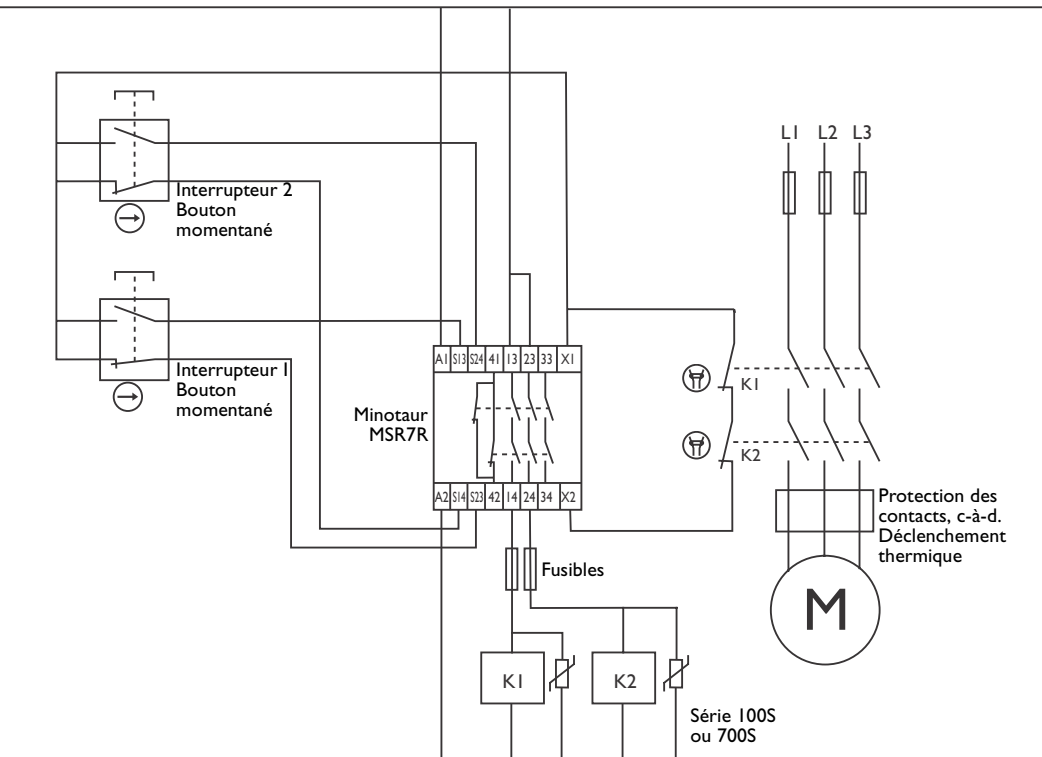 L1 L2 L3
Interrupteur 2
Bouton
momentané
Interrupteur 1
Bouton
momentané
A1 S13 S24 41 13 23 33 X1
K1
Minotaur
MSR7R
K2
A2 S14 S23 42 14 24 34 X2
Protection des
contacts, c-à-d.
Déclenchement
thermique
Fusibles
M
K1 K2
Série 100S
ou 700S